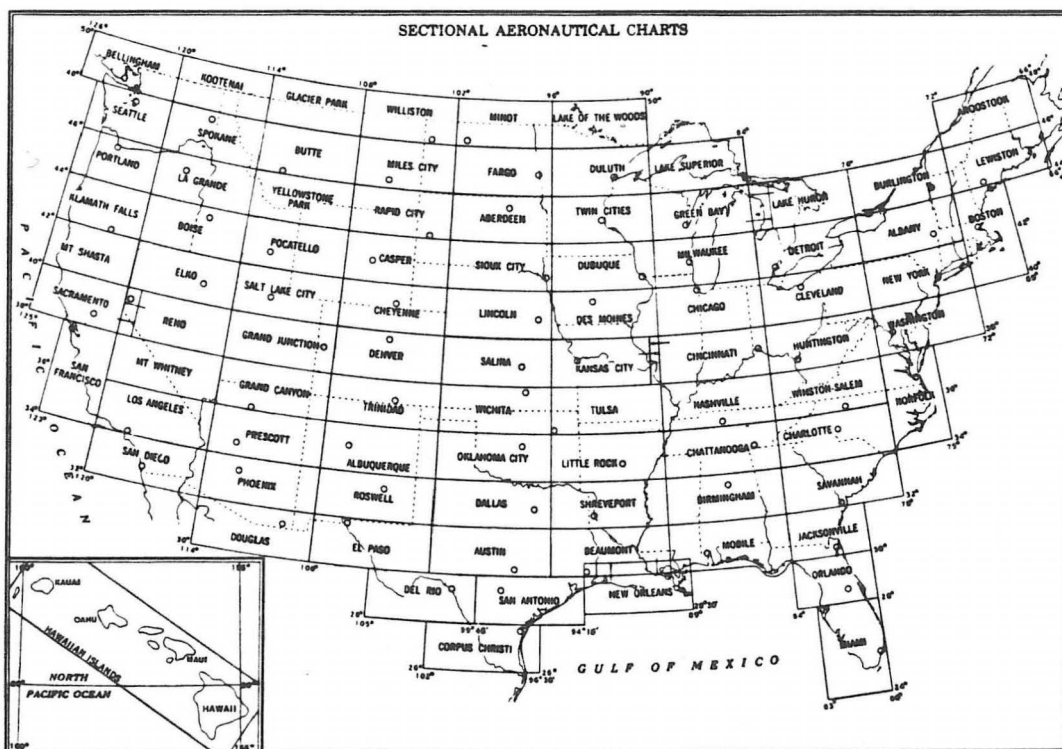 SECTIONAL AERONAUTICAL CHARTS
BELLINGHAM
KOOTENAI
GLACIER PARK
WILLISTON
MINOT
LAKE OF THE WOODS
AROOSTOOK
SEATTLE
SPOKANE
BUTTE
MILES CITY
FARGO
DULUTH
LAKE SUPERIOR
LEWISTON
PORTLAND
LA GRANDE
YELLOWSTONE PARK
RAPID CITY
ABERDEEN
TWIN CITIES
GREEN BAY
LAKE HURON
BURLINGTON
BOSTON
KLAMATH FALLS
BOISE
POCATELLO
CASPER
SIOUX CITY
DUBUQUE
MILWAUKEE
DETROIT
ALBANY
MT SHASTA
ELKO
SALT LAKE CITY
CHEYENNE
LINCOLN
DES MOINES
CHICAGO
CLEVELAND
NEW YORK
SACRAMENTO
RENO
GRAND JUNCTION
DENVER
SALINA
KANSAS CITY
CINCINNATI
HUNTINGTON
WASHINGTON
SAN FRANCISCO
MT WHITNEY
GRAND CANYON
TRINIDAD
WICHITA
TULSA
NASHVILLE
WINSTON-SALEM
NORFOLK
LOS ANGELES
PRESCOTT
ALBUQUERQUE
OKLAHOMA CITY
LITTLE ROCK
CHATTANOOGA
CHARLOTTE
SAN DIEGO
PHOENIX
ROSWELL
DALLAS
SHREVEPORT
BIRMINGHAM
SAVANNAH
DOUGLAS
EL PASO
AUSTIN
BEAUMONT
MOBILE
JACKSONVILLE
DEL RIO
SAN ANTONIO
NEW ORLEANS
ORLANDO
CORPUS CHRISTI
MIAMI
PACIFIC OCEAN
GULF OF MEXICO
KAUAI
OAHU
MAUI
HAWAIIAN ISLANDS
NORTH
PACIFIC OCEAN
HAWAII